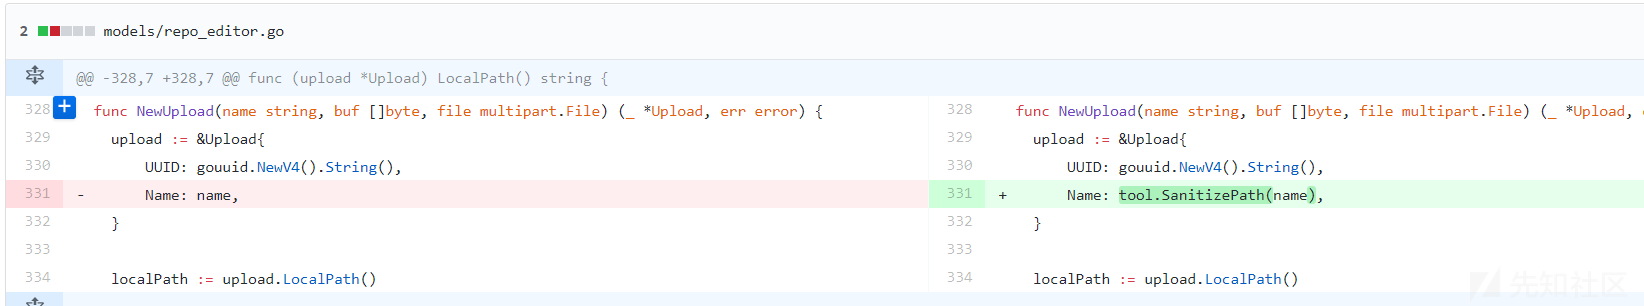 2 models/repo_editor.go
@@ -328,7 +328,7 @@ func (upload *Upload) LocalPath() string {
328 + func NewUpload(name string, buf []byte, file multipart.File) (_ *Upload, err error) {
329 upload := &Upload{
330 UUID: gouuid.NewV4().String(),
331 - Name: name,
332 }
333
334 localPath := upload.LocalPath()
328 func NewUpload(name string, buf []byte, file multipart.File) (_ *Upload,
329 upload := &Upload{
330 UUID: gouuid.NewV4().String(),
331 + Name: tool.SanitizePath(name),
332 }
333
334 localPath := upload.LocalPath()
先知社区